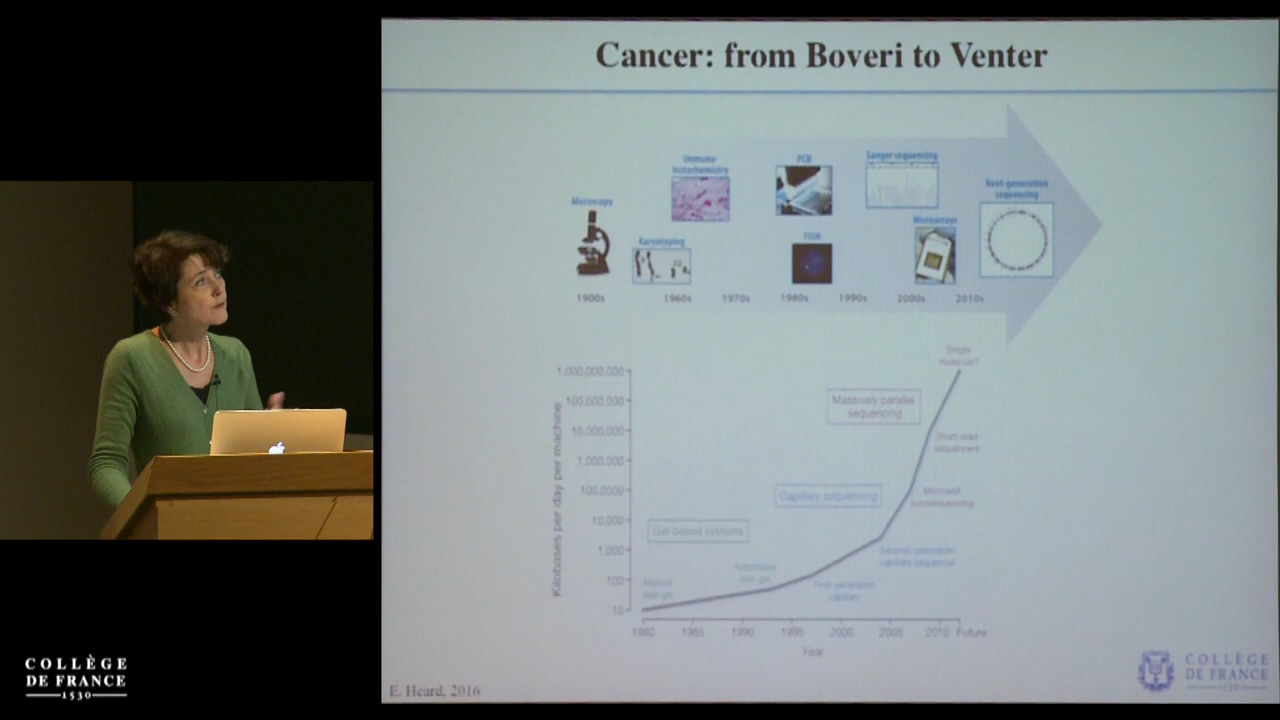 Cancer: from Boveri to Venter
Immuno-
histochemistry
PCR
Sanger sequencing
Next-generation
sequencing
Microscopy
Microarrays
Karyotyping
FISH
1900s
1960s
1970s
1980s
1990s
2000s
2010s
Single
molecule?
1,000,000,000
100,000,000
10,000,000
1,000,000
100,0000
10,000
1,000
100
10
Kilobases per day per machine
Massively parallel
sequencing
Short-read
sequencers
Microwell
pyrosequencing
Capillary sequencing
Gel-based systems
Second-generation
capillary sequencer
Automated
slab gel
Manual
slab gel
First-generation
capillary
1980
1985
1990
1995
2000
2005
2010
Future
Year
E. Heard, 2016
COLLÈGE
DE FRANCE
1530
COLLÈGE
DE FRANCE
1530